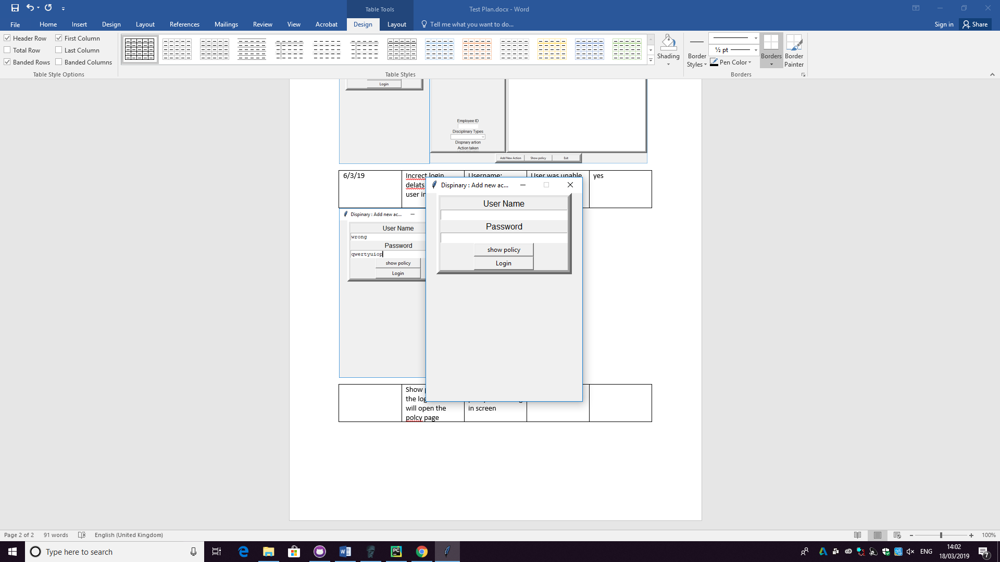 Table Tools
Test Plan.docx - Word
File Home Insert Design Layout References Mailings Review View Acrobat Design Layout Tell me what you want to do... Sign in Share
Header Row First Column
Total Row Last Column
Banded Rows Banded Columns
Table Style Options
Table Styles
Shading
Border Styles
½ pt
Pen Color
Borders
Border Painter
Borders
Login
Employee ID
Disciplinary Types
Dispnary artion
Action taken
Add New Action Show policy Exit
6/3/19
Increct login
delats
user in
Username:
User was unable
yes
Dispinary : Add new ac...
User Name
wrong
Password
qwertyuiop
show policy
Login
Dispinary : Add new ac...
User Name
Password
show policy
Login
Show
the log
will open the
polcy page
in screen
Page 2 of 2 91 words English (United Kingdom) 100%
Type here to search
ENG
14:02
18/03/2019
7